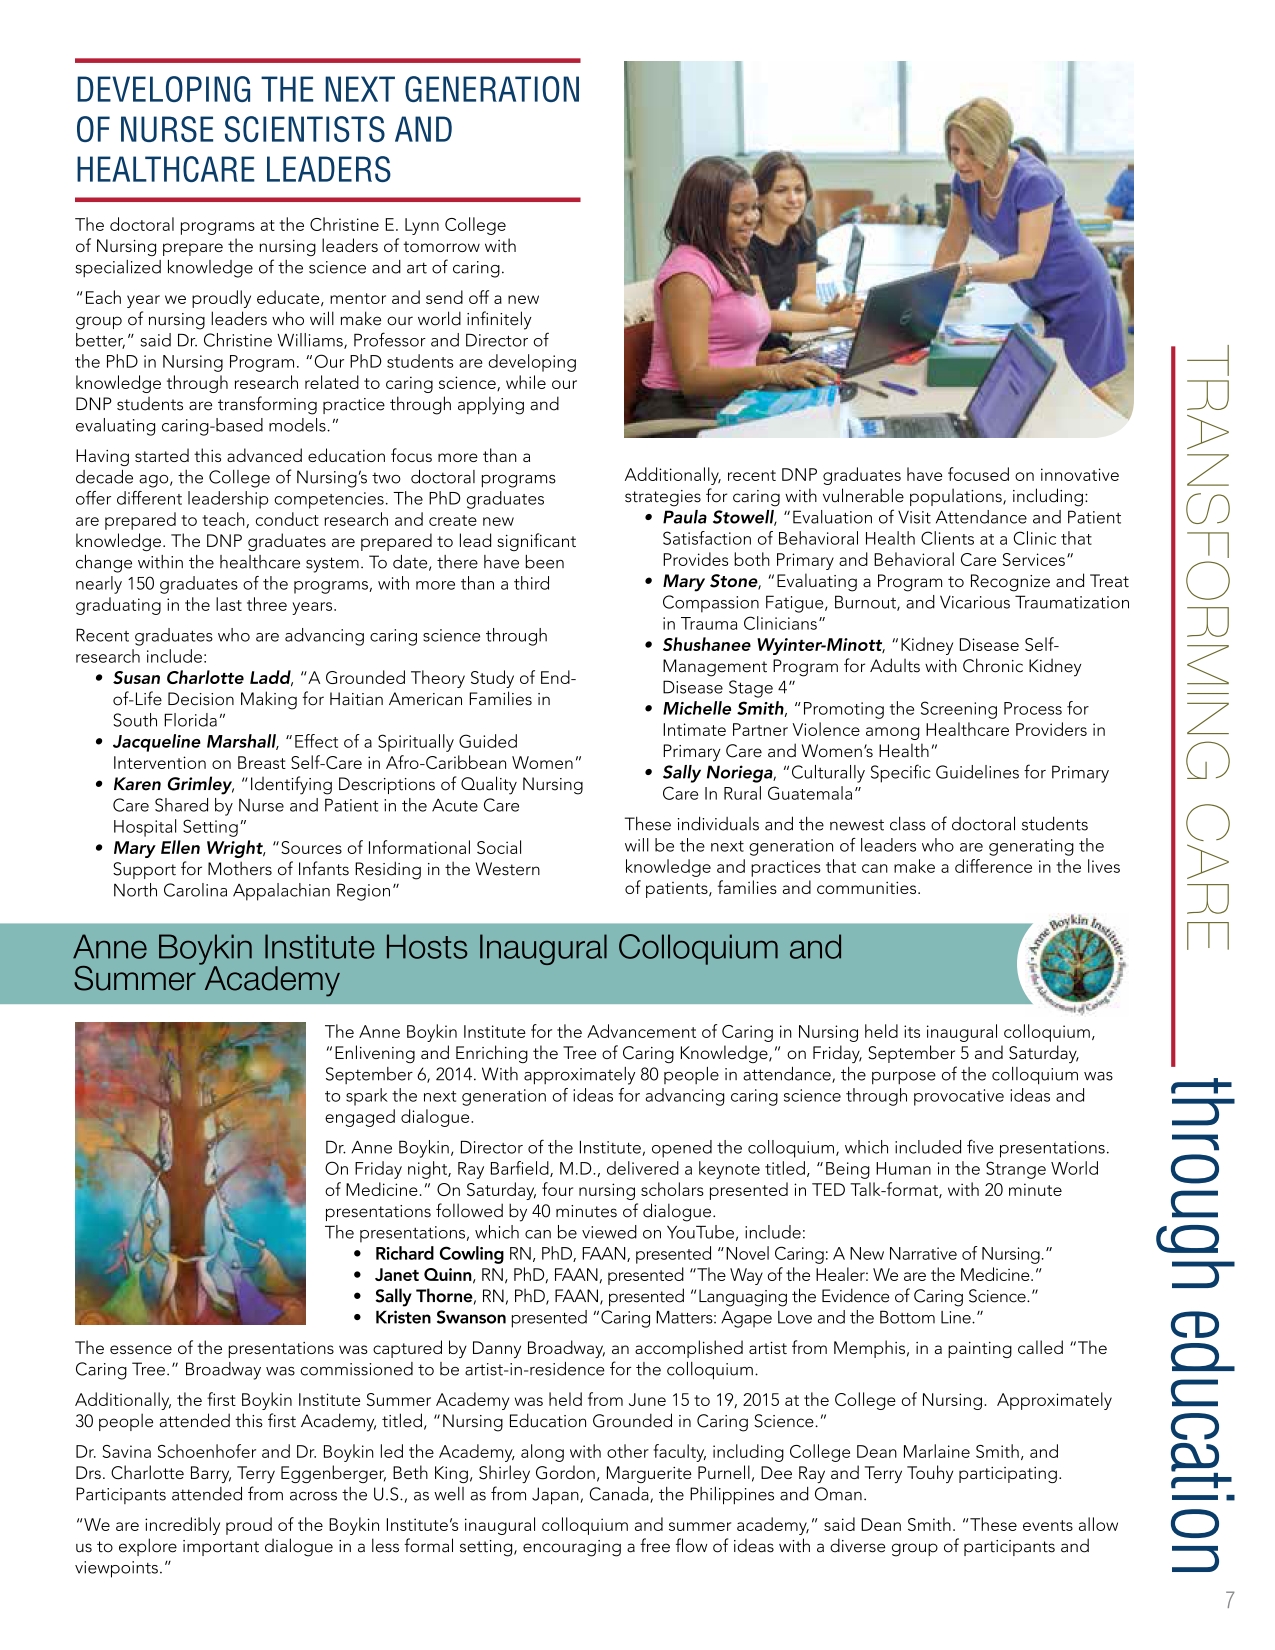 DEVELOPING THE NEXT GENERATION
OF NURSE SCIENTISTS AND
HEALTHCARE LEADERS
The doctoral programs at the Christine E. Lynn College
of Nursing prepare the nursing leaders of tomorrow with
specialized knowledge of the science and art of caring.
“Each year we proudly educate, mentor and send off a new
group of nursing leaders who will make our world infinitely
better,” said Dr. Christine Williams, Professor and Director of
the PhD in Nursing Program. “Our PhD students are developing
knowledge through research related to caring science, while our
DNP students are transforming practice through applying and
evaluating caring-based models.”
Having started this advanced education focus more than a
decade ago, the College of Nursing’s two doctoral programs
offer different leadership competencies. The PhD graduates
are prepared to teach, conduct research and create new
knowledge. The DNP graduates are prepared to lead significant
change within the healthcare system. To date, there have been
nearly 150 graduates of the programs, with more than a third
graduating in the last three years.
Recent graduates who are advancing caring science through
research include:
• Susan Charlotte Ladd, “A Grounded Theory Study of End-
of-Life Decision Making for Haitian American Families in
South Florida”
• Jacqueline Marshall, “Effect of a Spiritually Guided
Intervention on Breast Self-Care in Afro-Caribbean Women”
• Karen Grimley, “Identifying Descriptions of Quality Nursing
Care Shared by Nurse and Patient in the Acute Care
Hospital Setting”
• Mary Ellen Wright, “Sources of Informational Social
Support for Mothers of Infants Residing in the Western
North Carolina Appalachian Region”
Additionally, recent DNP graduates have focused on innovative
strategies for caring with vulnerable populations, including:
• Paula Stowell, “Evaluation of Visit Attendance and Patient
Satisfaction of Behavioral Health Clients at a Clinic that
Provides both Primary and Behavioral Care Services”
• Mary Stone, “Evaluating a Program to Recognize and Treat
Compassion Fatigue, Burnout, and Vicarious Traumatization
in Trauma Clinicians”
• Shushanee Wyinter-Minott, “Kidney Disease Self-
Management Program for Adults with Chronic Kidney
Disease Stage 4”
• Michelle Smith, “Promoting the Screening Process for
Intimate Partner Violence among Healthcare Providers in
Primary Care and Women’s Health”
• Sally Noriega, “Culturally Specific Guidelines for Primary
Care In Rural Guatemala”
These individuals and the newest class of doctoral students
will be the next generation of leaders who are generating the
knowledge and practices that can make a difference in the lives
of patients, families and communities.
TRANSFORMING CARE
through education
Anne Boykin Institute Hosts Inaugural Colloquium and
Summer Academy
Anne Boykin Institute
for the Advancement of Caring in Nursing
The Anne Boykin Institute for the Advancement of Caring in Nursing held its inaugural colloquium,
“Enlivening and Enriching the Tree of Caring Knowledge,” on Friday, September 5 and Saturday,
September 6, 2014. With approximately 80 people in attendance, the purpose of the colloquium was
to spark the next generation of ideas for advancing caring science through provocative ideas and
engaged dialogue.
Dr. Anne Boykin, Director of the Institute, opened the colloquium, which included five presentations.
On Friday night, Ray Barfield, M.D., delivered a keynote titled, “Being Human in the Strange World
of Medicine.” On Saturday, four nursing scholars presented in TED Talk-format, with 20 minute
presentations followed by 40 minutes of dialogue.
The presentations, which can be viewed on YouTube, include:
• Richard Cowling RN, PhD, FAAN, presented “Novel Caring: A New Narrative of Nursing.”
• Janet Quinn, RN, PhD, FAAN, presented “The Way of the Healer: We are the Medicine.”
• Sally Thorne, RN, PhD, FAAN, presented “Languaging the Evidence of Caring Science.”
• Kristen Swanson presented “Caring Matters: Agape Love and the Bottom Line.”
The essence of the presentations was captured by Danny Broadway, an accomplished artist from Memphis, in a painting called “The
Caring Tree.” Broadway was commissioned to be artist-in-residence for the colloquium.
Additionally, the first Boykin Institute Summer Academy was held from June 15 to 19, 2015 at the College of Nursing. Approximately
30 people attended this first Academy, titled, “Nursing Education Grounded in Caring Science.”
Dr. Savina Schoenhofer and Dr. Boykin led the Academy, along with other faculty, including College Dean Marlaine Smith, and
Drs. Charlotte Barry, Terry Eggenberger, Beth King, Shirley Gordon, Marguerite Purnell, Dee Ray and Terry Touhy participating.
Participants attended from across the U.S., as well as from Japan, Canada, the Philippines and Oman.
“We are incredibly proud of the Boykin Institute’s inaugural colloquium and summer academy,” said Dean Smith. “These events allow
us to explore important dialogue in a less formal setting, encouraging a free flow of ideas with a diverse group of participants and
viewpoints.”
7